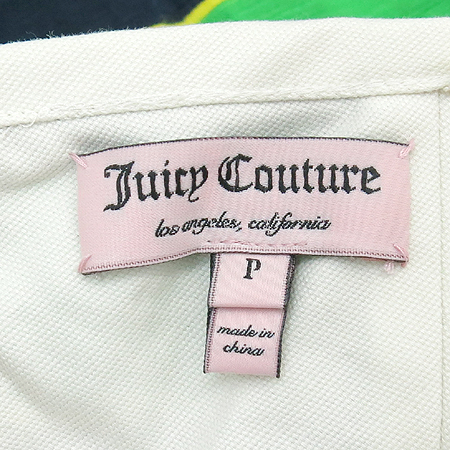 Juicy Couture
los angeles, california
P
made in
china